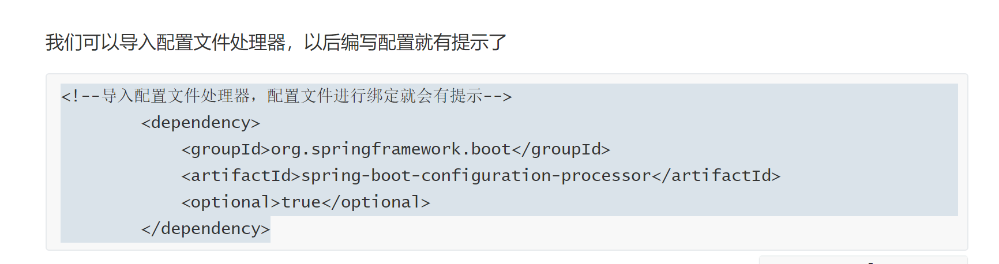 我们可以导入配置文件处理器，以后编写配置就有提示了
<!--导入配置文件处理器，配置文件进行绑定就会有提示-->
<dependency>
<groupId>org.springframework.boot</groupId>
<artifactId>spring-boot-configuration-processor</artifactId>
<optional>true</optional>
</dependency>